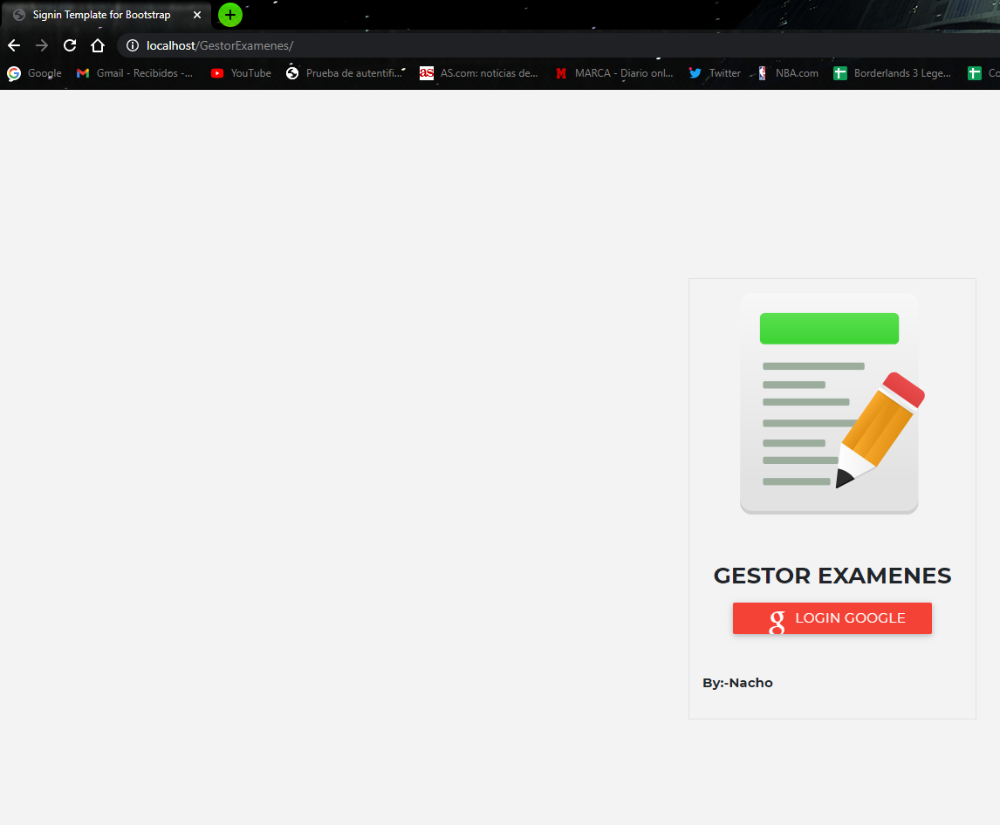 Signin Template for Bootstrap
localhost/GestorExamenes/
Google Gmail - Recibidos -... YouTube Prueba de autentifi... as AS.com: noticias de... M MARCA - Diario onl... Twitter NBA.com Borderlands 3 Lege... Co
GESTOR EXAMENES
g LOGIN GOOGLE
By:-Nacho